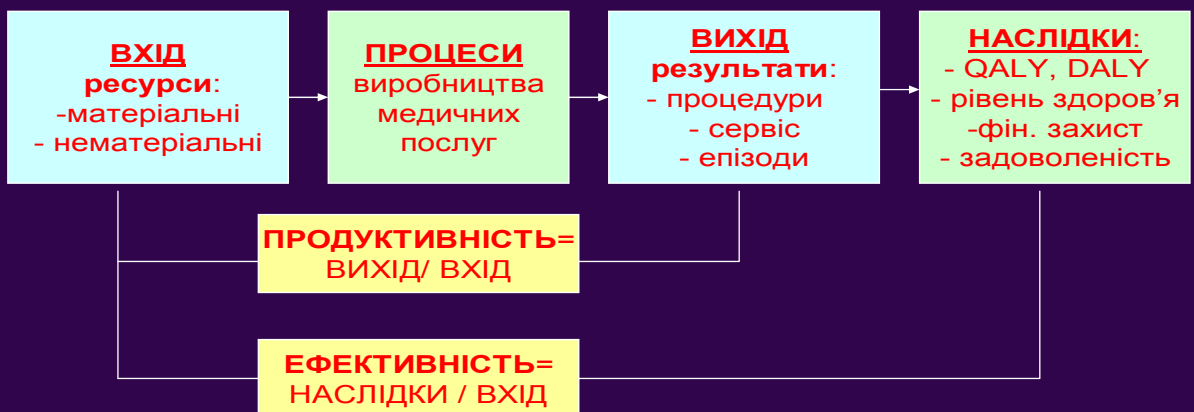 ВХІД
ресурси:
-матеріальні
- нематеріальні
ПРОЦЕСИ
виробництва
медичних
послуг
ВИХІД
результати:
- процедури
- сервіс
- епізоди
НАСЛІДКИ:
- QALY, DALY
- рівень здоров’я
-фін. захист
- задоволеність
ПРОДУКТИВНІСТЬ=
ВИХІД/ ВХІД
ЕФЕКТИВНІСТЬ=
НАСЛІДКИ / ВХІД